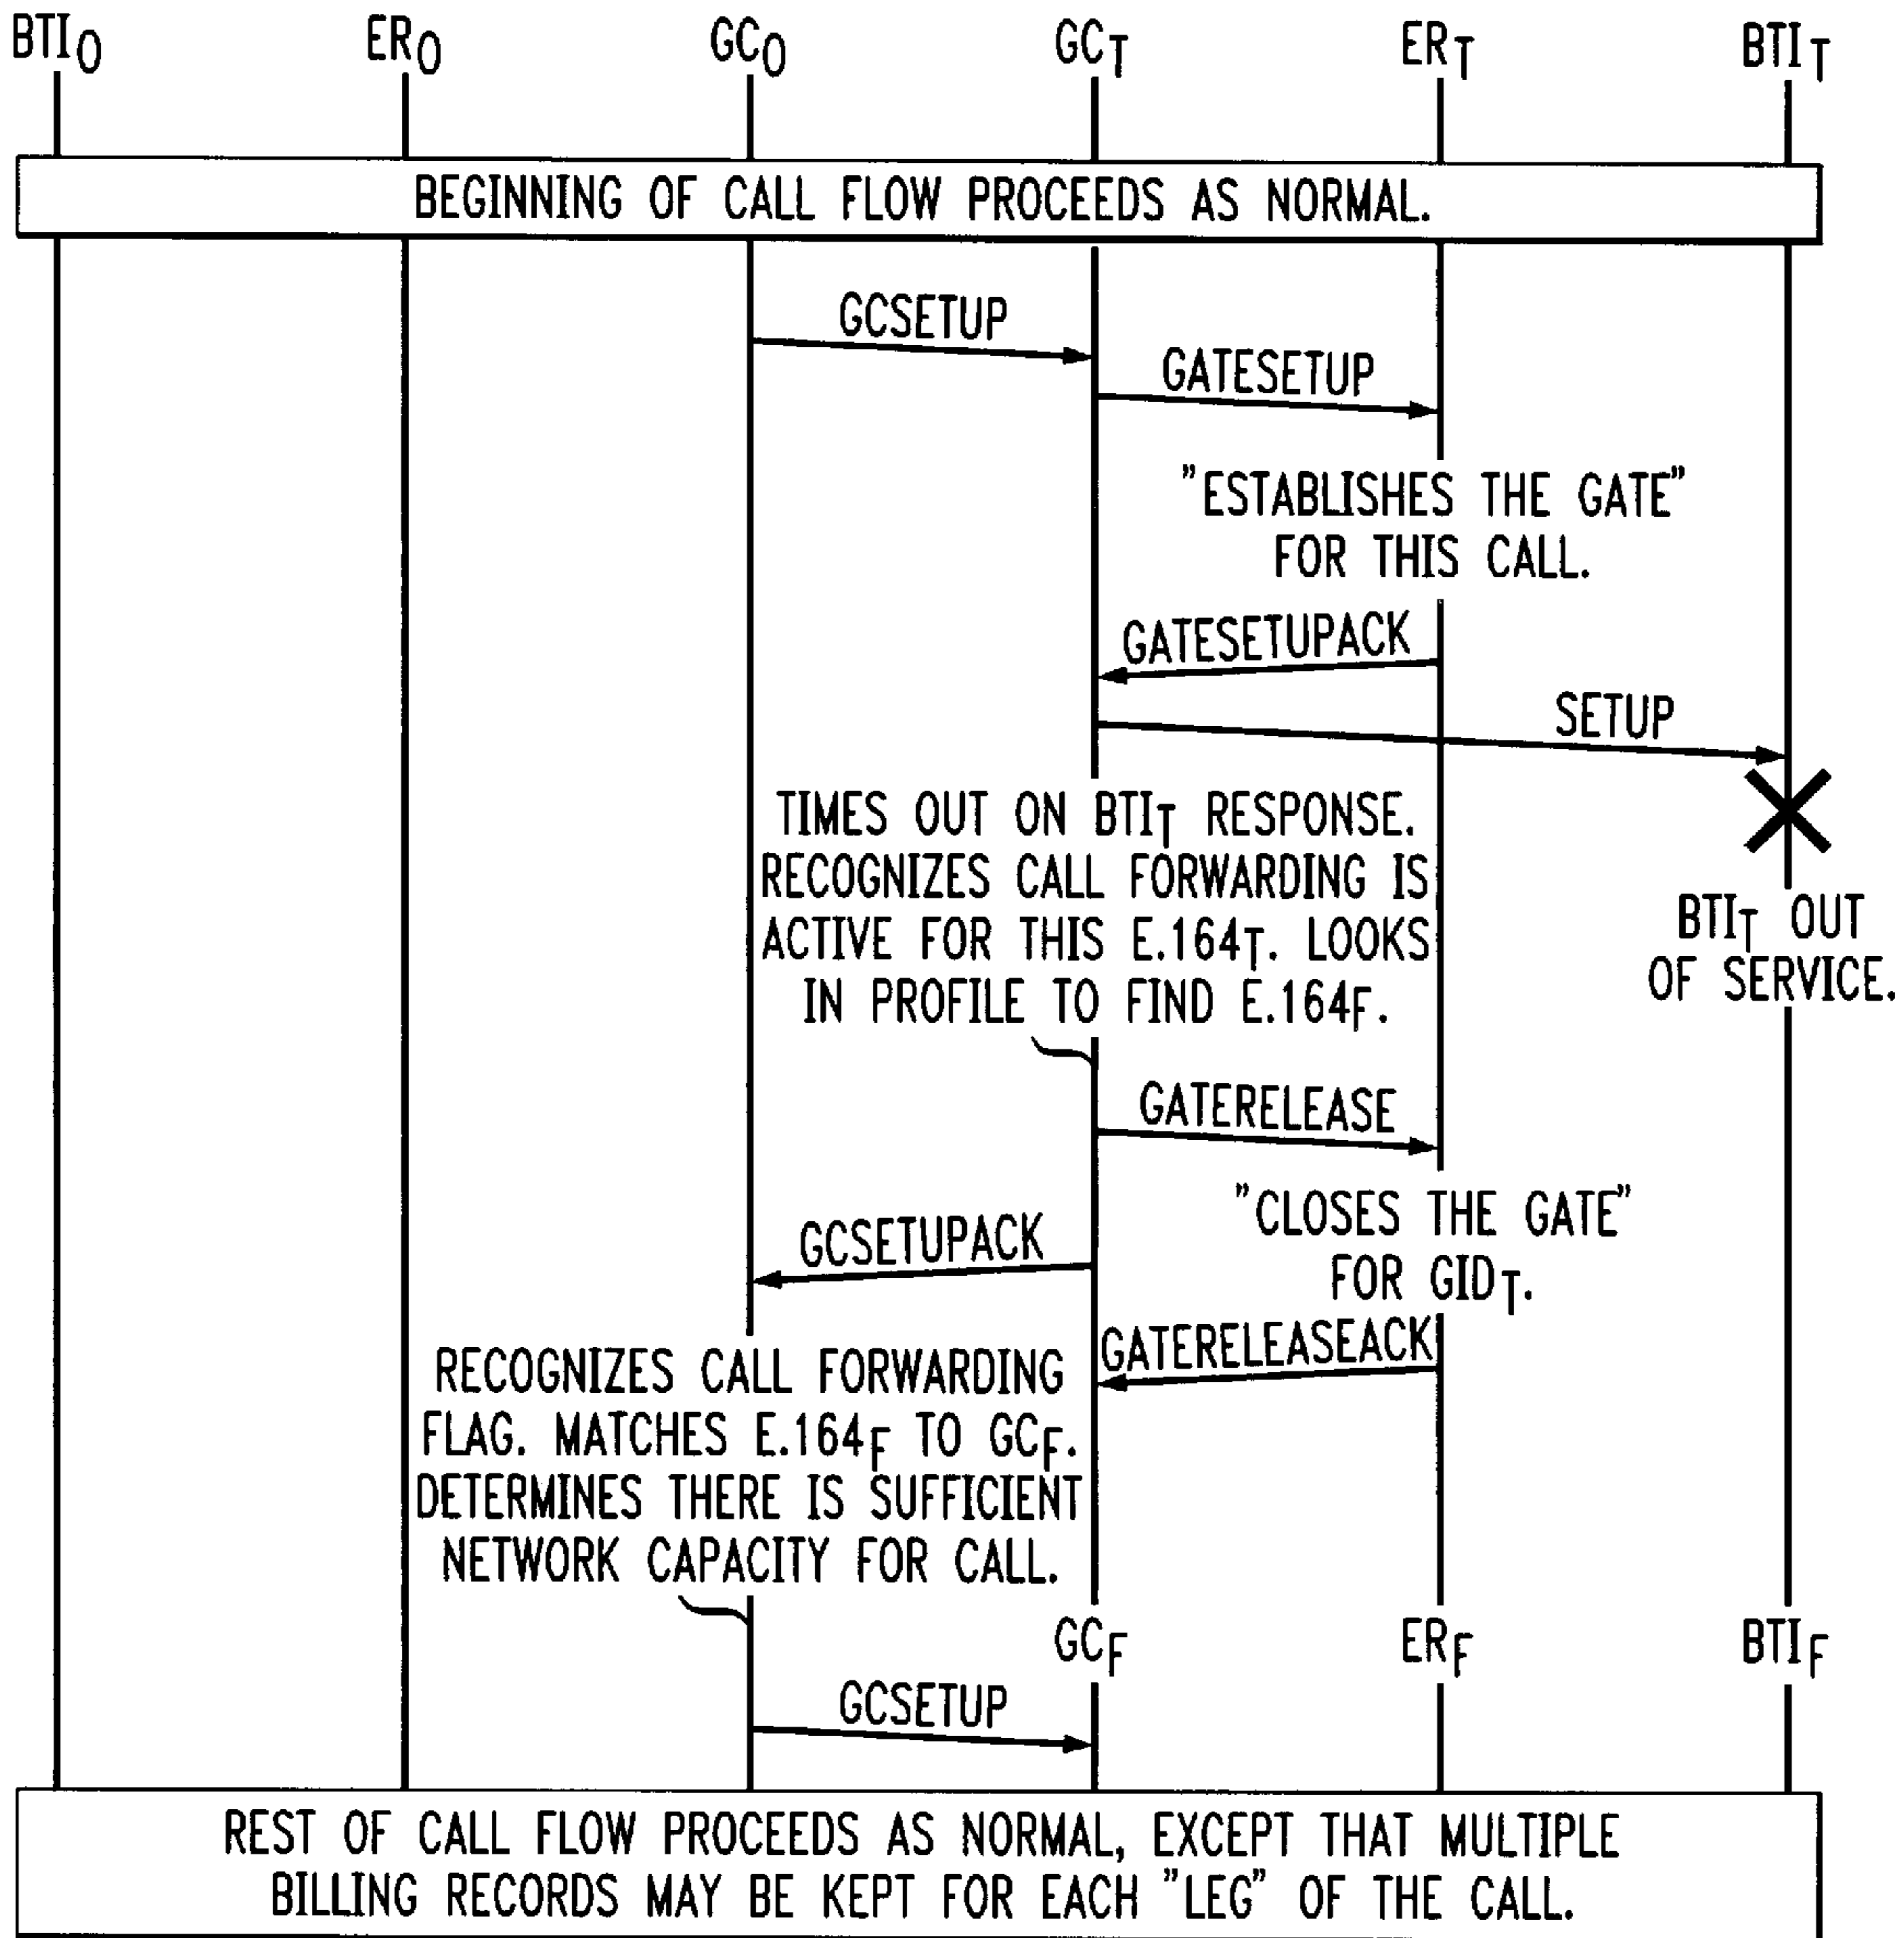 BTIO ERO GCO GCT ERT BTIT
BEGINNING OF CALL FLOW PROCEEDS AS NORMAL.
GCSETUP
GATESETUP
"ESTABLISHES THE GATE"
FOR THIS CALL.
GATESETUPACK
SETUP
TIMES OUT ON BTIT RESPONSE.
RECOGNIZES CALL FORWARDING IS
ACTIVE FOR THIS E.164T. LOOKS
IN PROFILE TO FIND E.164F.
BTIT OUT
OF SERVICE.
GATERELEASE
"CLOSES THE GATE"
FOR GIDT.
GCSETUPACK
GATERELEASEACK
RECOGNIZES CALL FORWARDING
FLAG. MATCHES E.164F TO GCF.
DETERMINES THERE IS SUFFICIENT
NETWORK CAPACITY FOR CALL.
GCF ERF BTIF
GCSETUP
REST OF CALL FLOW PROCEEDS AS NORMAL, EXCEPT THAT MULTIPLE
BILLING RECORDS MAY BE KEPT FOR EACH "LEG" OF THE CALL.